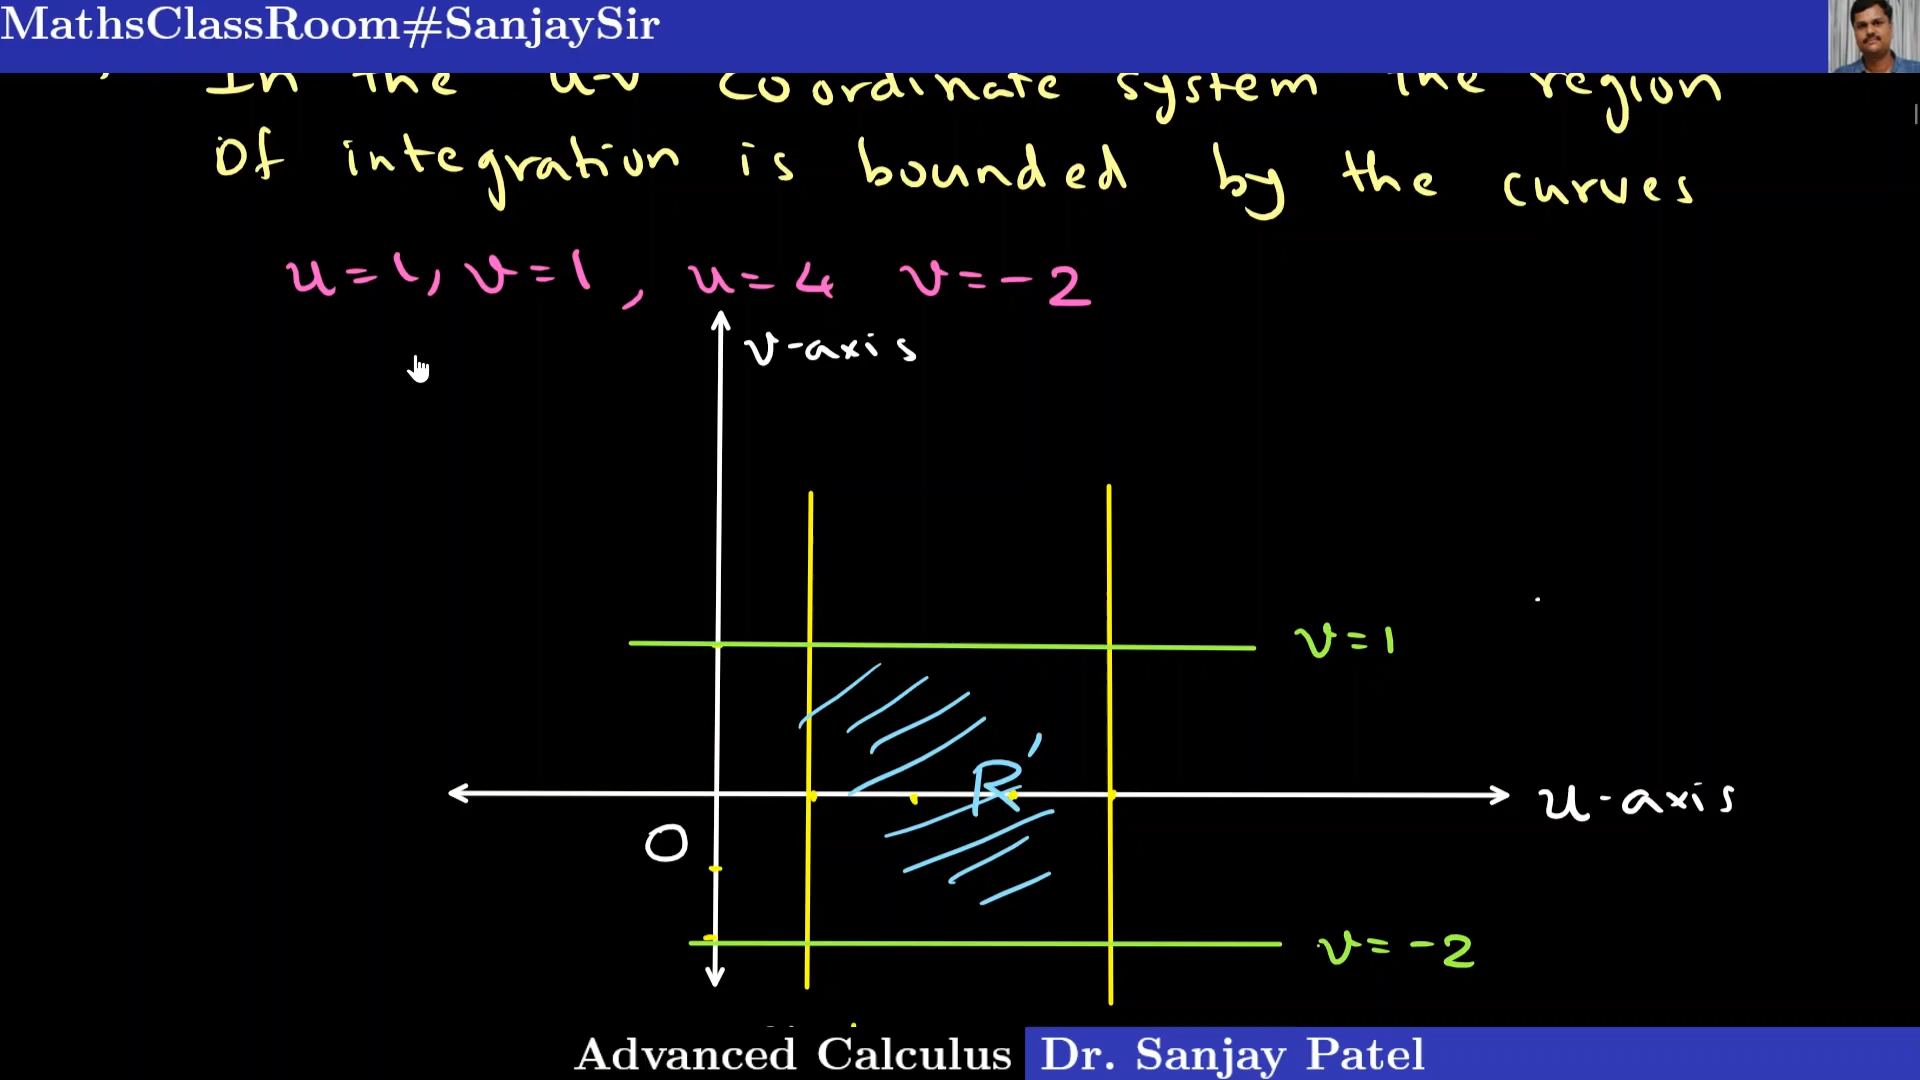 MathsClassRoom#SanjaySir
In the u-v coordinate system the region
of integration is bounded by the curves
u=1, v=1, u=4 v=-2
v-axis
v=1
R'
u-axis
O
v=-2
Advanced Calculus Dr. Sanjay Patel